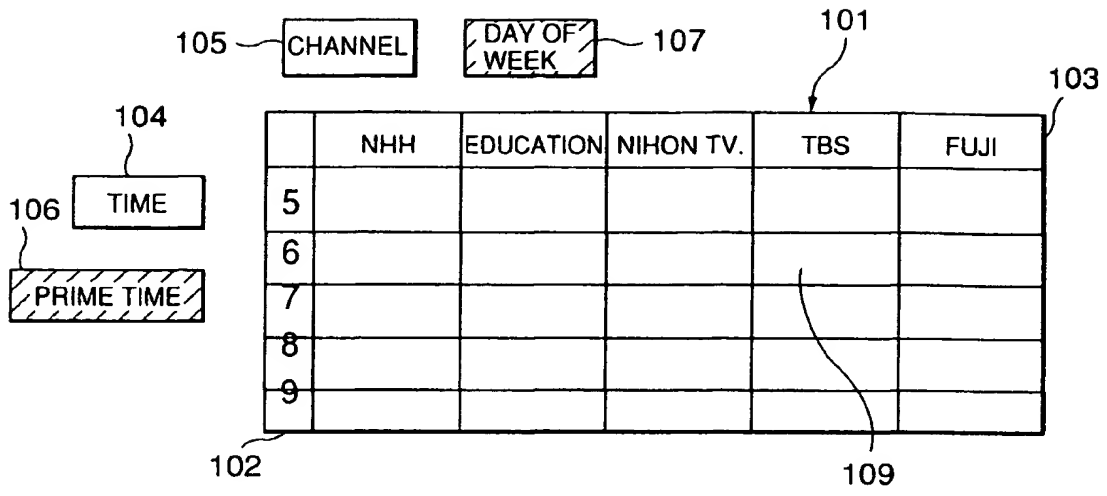 105 CHANNEL DAY OF WEEK 107 101 103
104
NHH EDUCATION NIHON TV. TBS FUJI
TIME 5
106
6
PRIME TIME
7
8
9
102
109